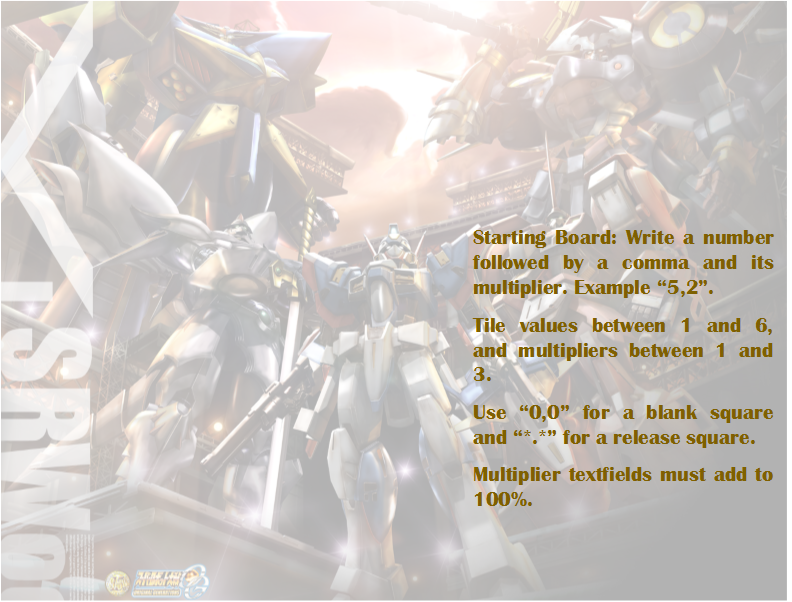 Starting Board: Write a number
followed by a comma and its
multiplier. Example “5,2”.
Tile values between 1 and 6,
and multipliers between 1 and
3.
Use “0,0” for a blank square
and “*.*” for a release square.
Multiplier textfields must add to
100%.